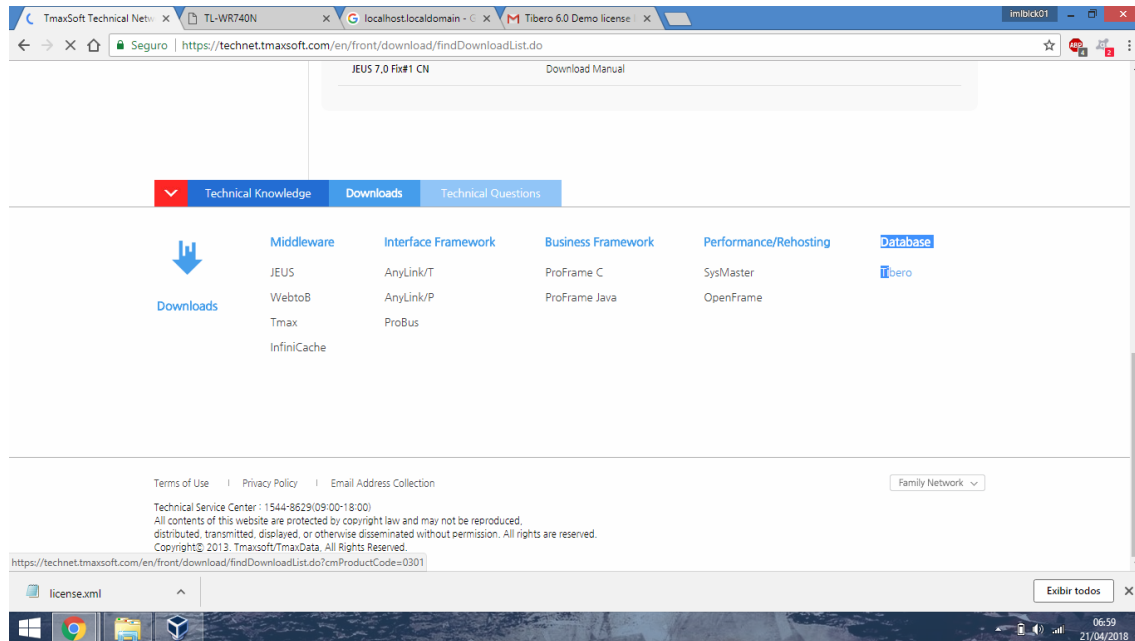 TmaxSoft Technical Netw
TL-WR740N
localhost.localdomain - G
Tibero 6.0 Demo license
imlbick01
Seguro https://technet.tmaxsoft.com/en/front/download/findDownloadList.do
ABP
4
2
JEUS 7.0 Fix#1 CN Download Manual
Technical Knowledge Downloads Technical Questions
Downloads
Middleware
JEUS
WebtoB
Tmax
InfiniCache
Interface Framework
AnyLink/T
AnyLink/P
ProBus
Business Framework
ProFrame C
ProFrame Java
Performance/Rehosting
SysMaster
OpenFrame
Database
Tibero
Terms of Use | Privacy Policy | Email Address Collection
Family Network
Technical Service Center : 1544-8629(09:00-18:00)
All contents of this website are protected by copyright law and may not be reproduced,
distributed, transmitted, displayed, or otherwise disseminated without permission. All rights are reserved.
Copyright© 2013. Tmaxsoft/TmaxData, All Rights Reserved.
https://technet.tmaxsoft.com/en/front/download/findDownloadList.do?cmProductCode=0301
license.xml
Exibir todos
06:59
21/04/2018